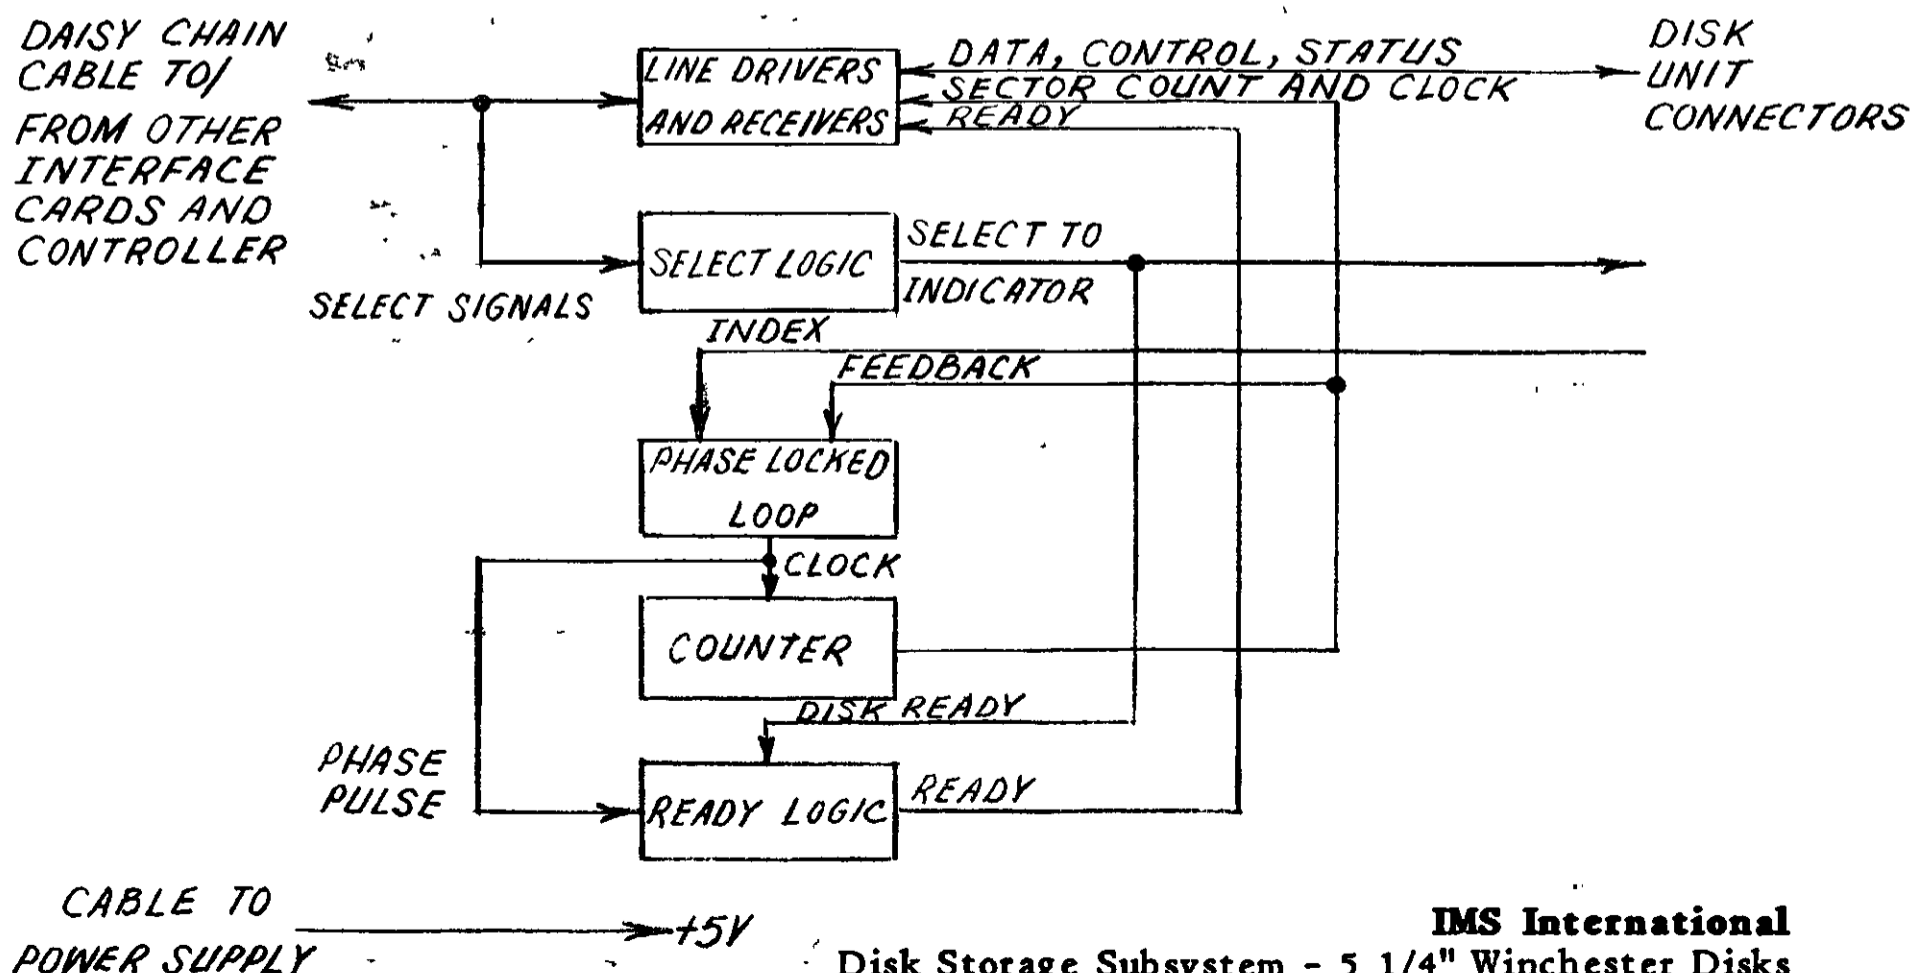 DAISY CHAIN
CABLE TO/
FROM OTHER
INTERFACE
CARDS AND
CONTROLLER
LINE DRIVERS
AND RECEIVERS
DATA, CONTROL, STATUS
SECTOR COUNT AND CLOCK
READY
DISK
UNIT
CONNECTORS
SELECT SIGNALS
SELECT LOGIC
SELECT TO
INDICATOR
INDEX
FEEDBACK
PHASE LOCKED
LOOP
CLOCK
COUNTER
DISK READY
PHASE
PULSE
READY LOGIC
READY
CABLE TO
POWER SUPPLY
+5V
IMS International
Disk Storage Subsystem - 5 1/4" Winchester Disks